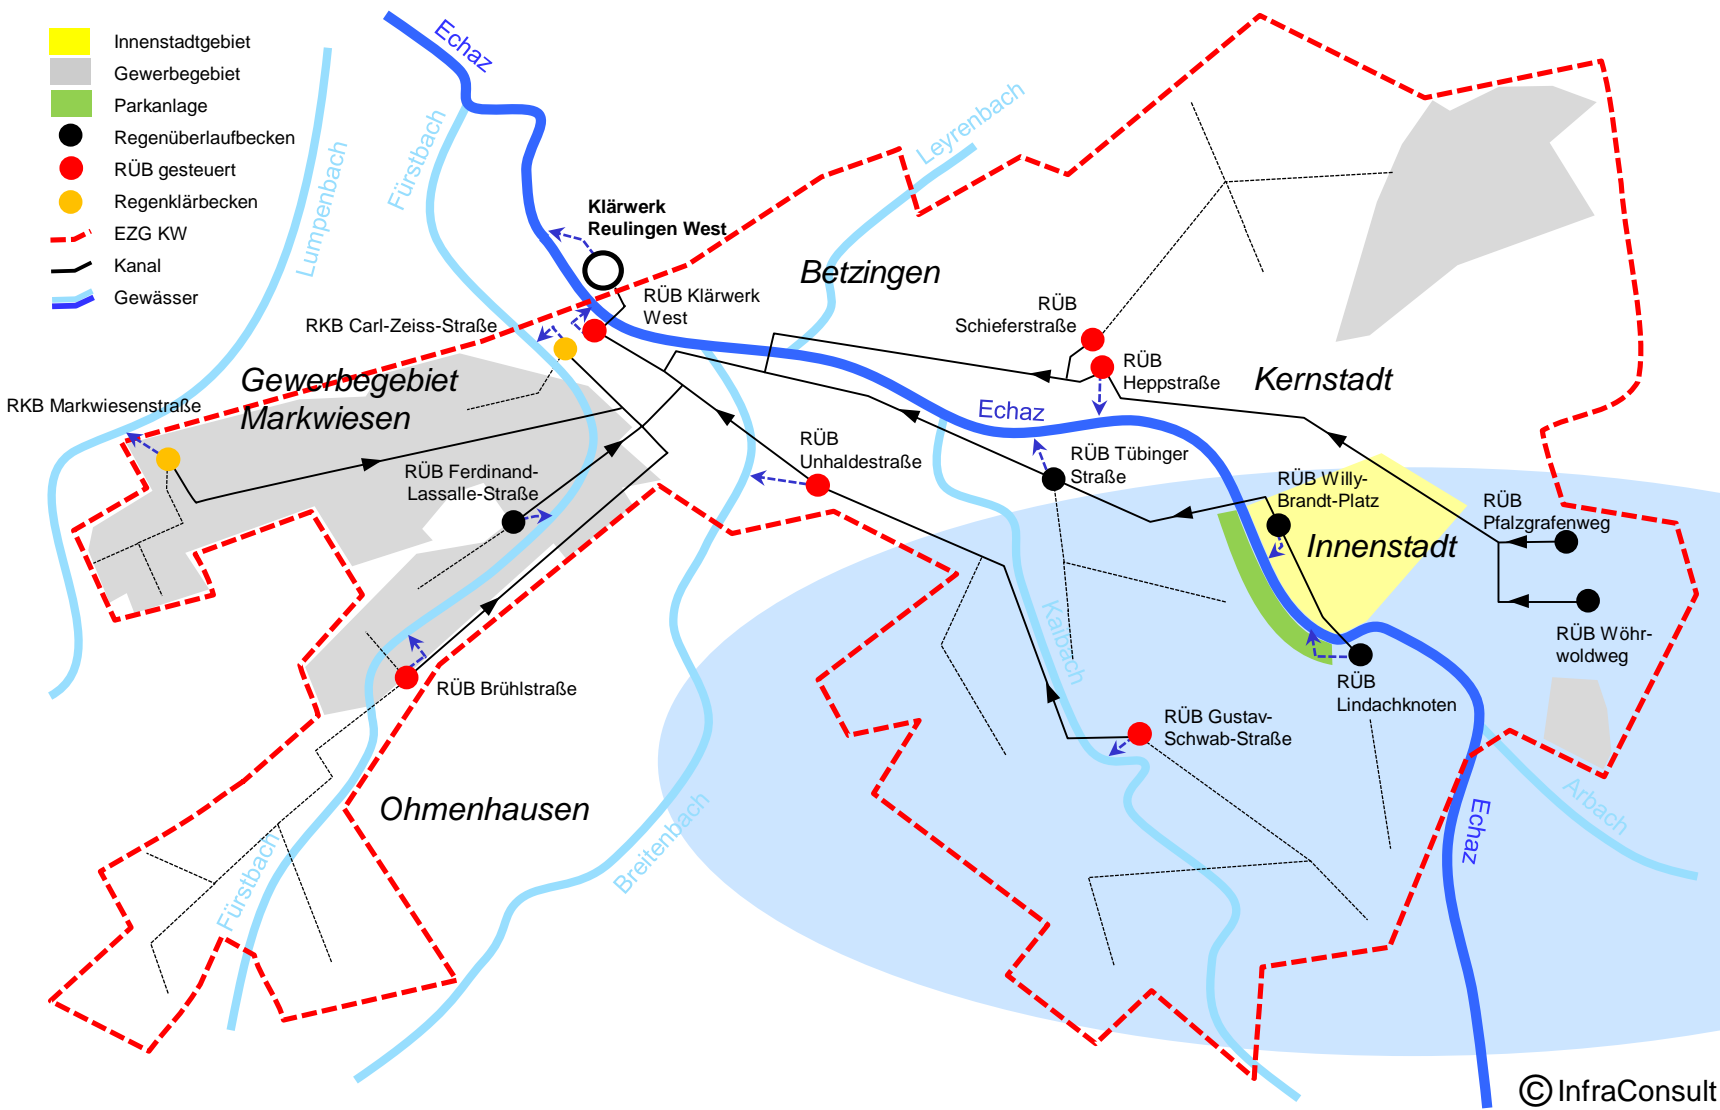 Innenstadtgebiet
Gewerbegebiet
Parkanlage
Regenüberlaufbecken
RÜB gesteuert
Regenklärbecken
EZG KW
Kanal
Gewässer
Echaz
Lumpenbach
Fürstbach
Leyrenbach
Klärwerk
Reulingen West
Betzingen
RÜB Klärwerk
West
RKB Carl-Zeiss-Straße
RÜB
Schieferstraße
RÜB
Heppstraße
Kernstadt
Gewerbegebiet
Markwiesen
RKB Markwiesenstraße
Echaz
RÜB
Unhaldestraße
RÜB Tübinger
Straße
RÜB Ferdinand-
Lassalle-Straße
RÜB Willy-
Brandt-Platz
RÜB
Pfalzgrafenweg
Innenstadt
Kaibach
RÜB Wöhr-
woldweg
RÜB Brühlstraße
RÜB
Lindachknoten
RÜB Gustav-
Schwab-Straße
Ohmenhausen
Breitenbach
Fürstbach
Echaz
Arbach
© InfraConsult